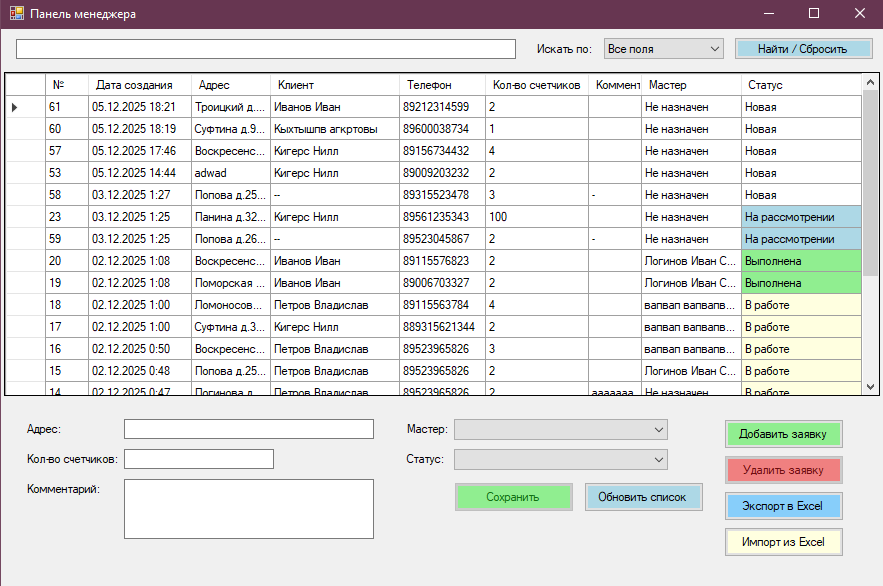 Панель менеджера
Искать по: Все поля Найти / Сбросить
№ Дата создания Адрес Клиент Телефон Кол-во счетчиков Коммент Мастер Статус
61 05.12.2025 18:21 Троицкий д.... Иванов Иван 89212314599 2 Не назначен Новая
60 05.12.2025 18:19 Суфтина д.9... Кыхтышпв агкртовы 89600038734 1 Не назначен Новая
57 05.12.2025 17:46 Воскресенс... Кигерс Нилл 89156734432 4 Не назначен Новая
53 05.12.2025 14:44 adwad Кигерс Нилл 89009203232 2 Не назначен Новая
58 03.12.2025 1:27 Попова д.25... -- 89315523478 3 - Не назначен Новая
23 03.12.2025 1:25 Панина д.32... Кигерс Нилл 89561235343 100 Не назначен На рассмотрении
59 03.12.2025 1:25 Попова д.26... -- 89523045867 2 - Не назначен На рассмотрении
20 02.12.2025 1:08 Воскресенс... Иванов Иван 89115576823 2 Логинов Иван С... Выполнена
19 02.12.2025 1:08 Поморская ... Иванов Иван 89006703327 2 Логинов Иван С... Выполнена
18 02.12.2025 1:00 Ломоносов... Петров Владислав 89115563784 4 вапвап вапвапв... В работе
17 02.12.2025 1:00 Суфтина д.3... Кигерс Нилл 889315621344 2 вапвап вапвапв... В работе
16 02.12.2025 0:50 Воскресенс... Петров Владислав 89523965826 3 вапвап вапвапв... В работе
15 02.12.2025 0:48 Попова д.25... Петров Владислав 89523965826 2 Логинов Иван С... В работе
14 02.12.2025 0:47 Логинова д... Петров Владислав 89523965826 2 ааааааа Не назначен В работе
Адрес: Мастер: Добавить заявку
Кол-во счетчиков: Статус: Удалить заявку
Комментарий: Сохранить Обновить список Экспорт в Excel
Импорт из Excel